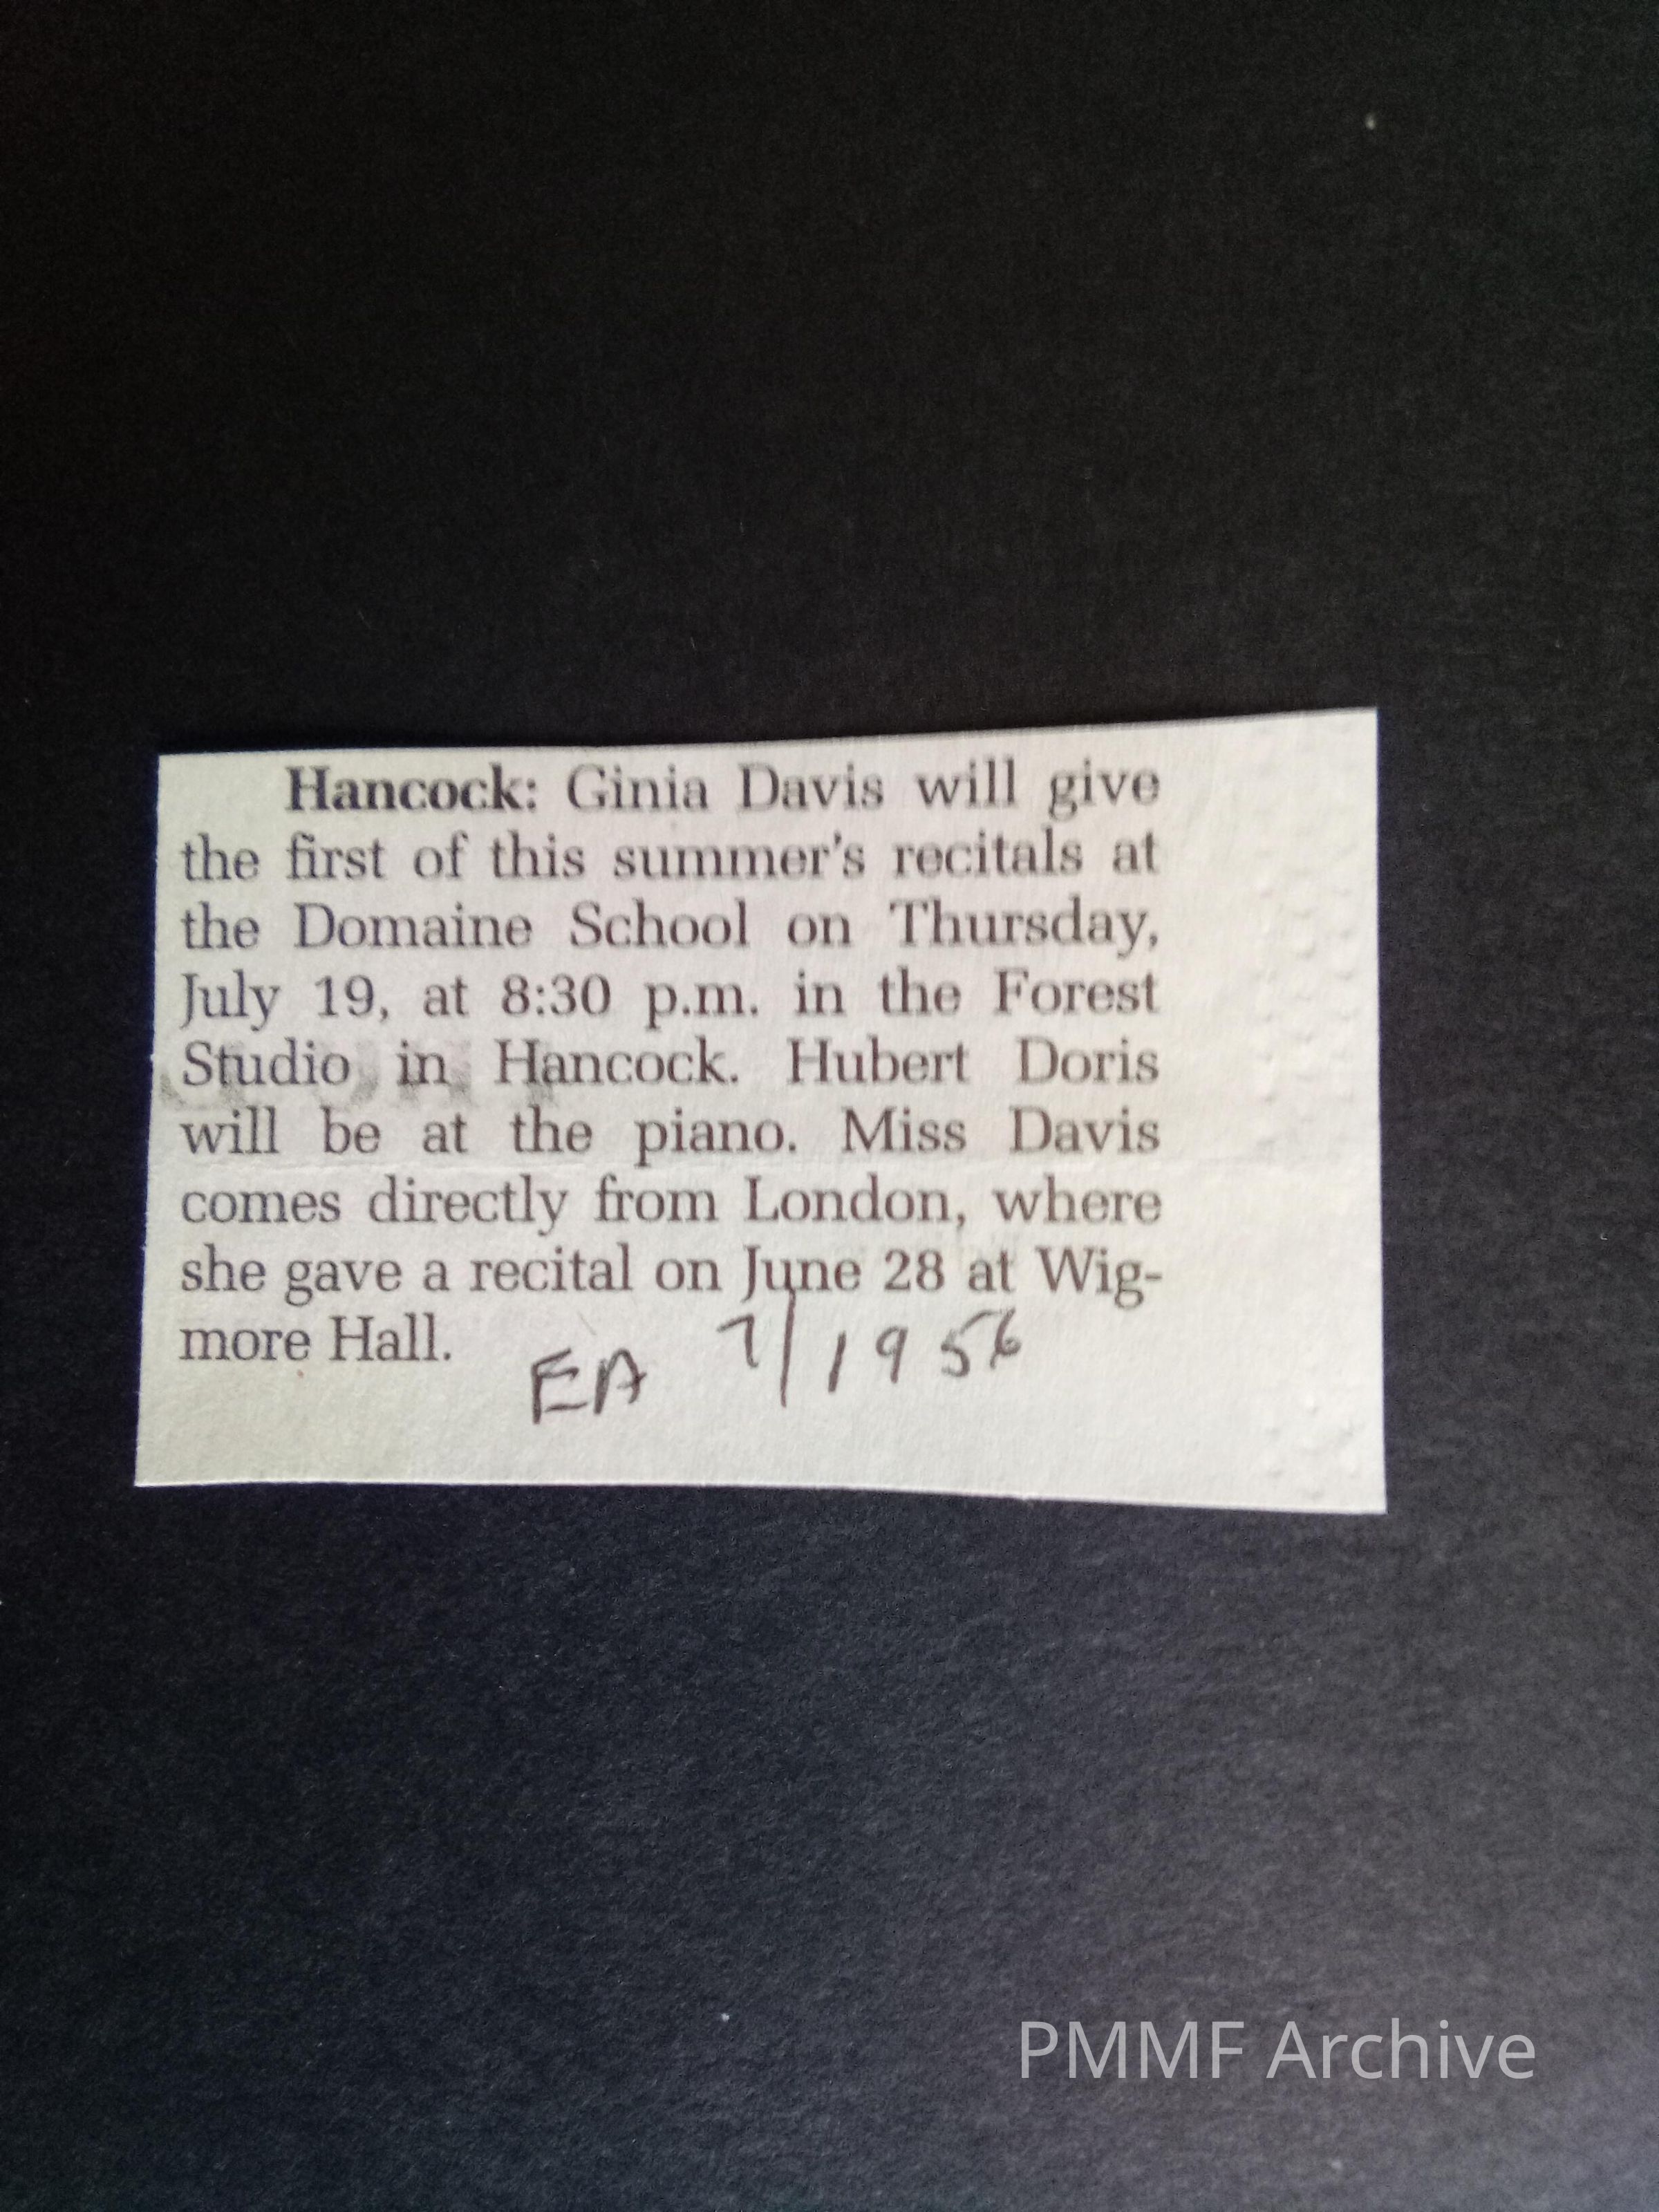 Hancock: Ginia Davis will give
the first of this summer's recitals at
the Domaine School on Thursday,
July 19, at 8:30 p.m. in the Forest
Studio in Hancock. Hubert Doris
will be at the piano. Miss Davis
comes directly from London, where
she gave a recital on June 28 at Wig-
more Hall.
EA 7/1956
PMMF Archive